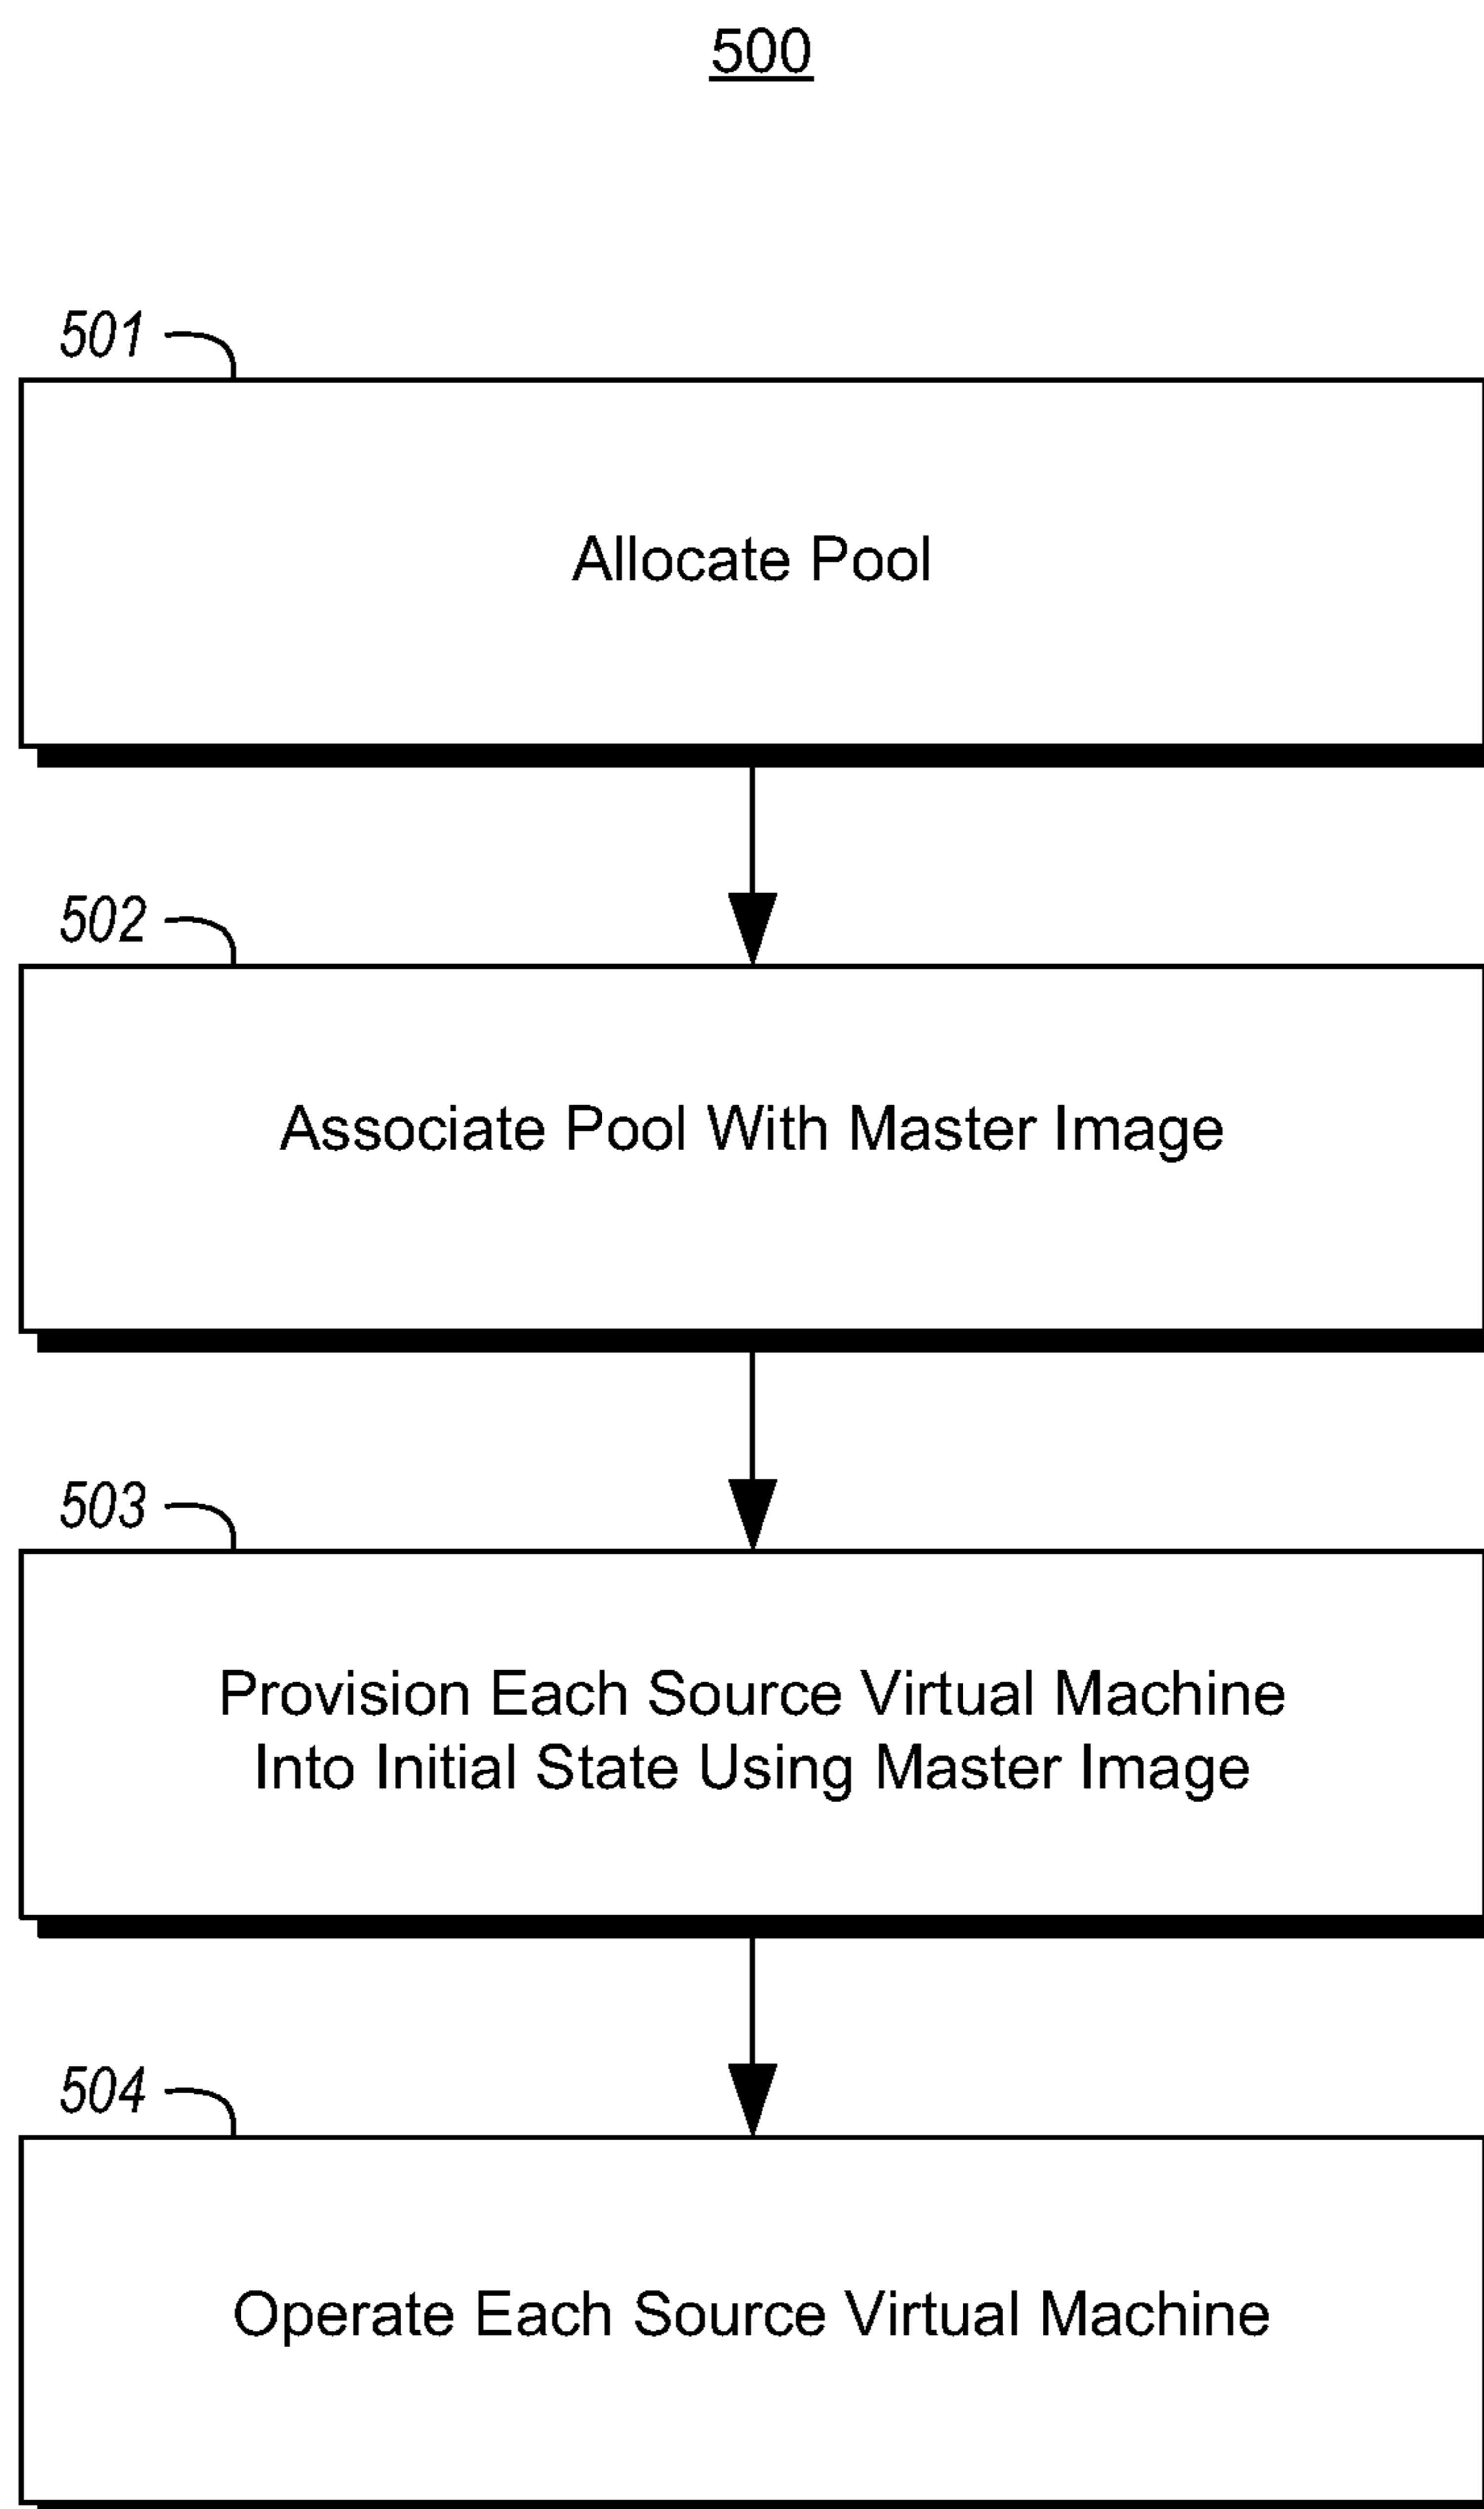 500
501
Allocate Pool
502
Associate Pool With Master Image
503
Provision Each Source Virtual Machine
Into Initial State Using Master Image
504
Operate Each Source Virtual Machine